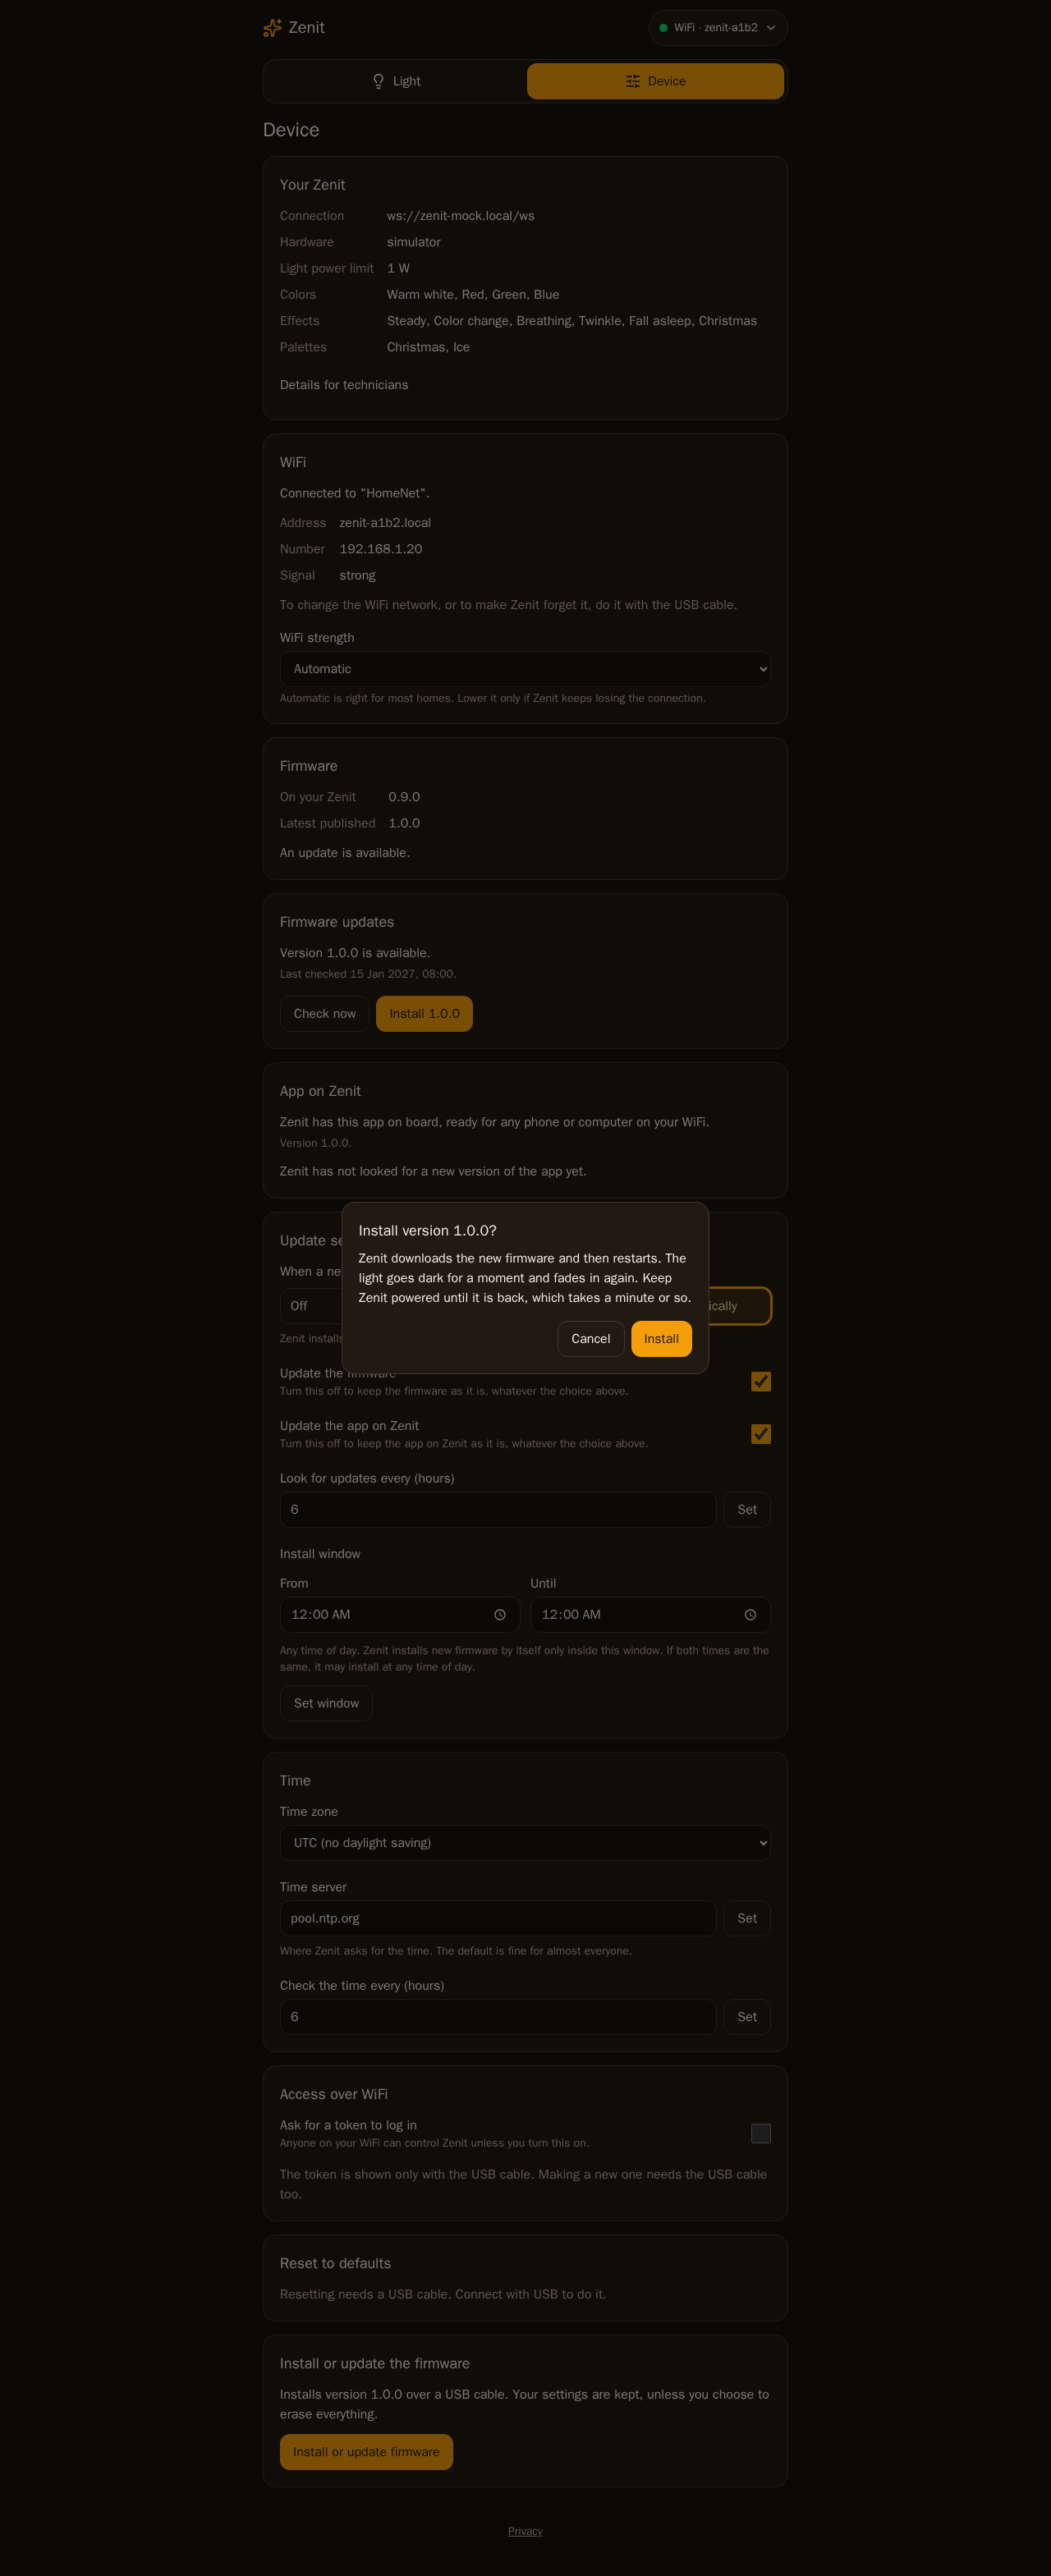 Zenit
WiFi · zenit-a1b2
Light
Device
Device
Your Zenit
Connection ws://zenit-mock.local/ws
Hardware simulator
Light power limit 1 W
Colors Warm white, Red, Green, Blue
Effects Steady, Color change, Breathing, Twinkle, Fall asleep, Christmas
Palettes Christmas, Ice
Details for technicians
WiFi
Connected to "HomeNet".
Address zenit-a1b2.local
Number 192.168.1.20
Signal strong
To change the WiFi network, or to make Zenit forget it, do it with the USB cable.
WiFi strength
Automatic
Automatic is right for most homes. Lower it only if Zenit keeps losing the connection.
Firmware
On your Zenit 0.9.0
Latest published 1.0.0
An update is available.
Firmware updates
Version 1.0.0 is available.
Last checked 15 Jan 2027, 08:00.
Check now
Install 1.0.0
App on Zenit
Zenit has this app on board, ready for any phone or computer on your WiFi.
Version 1.0.0.
Zenit has not looked for a new version of the app yet.
Install version 1.0.0?
Zenit downloads the new firmware and then restarts. The
light goes dark for a moment and fades in again. Keep
Zenit powered until it is back, which takes a minute or so.
Cancel
Install
Update
When a
Off
Zenit
Update the firmware
Turn this off to keep the firmware as it is, whatever the choice above.
Update the app on Zenit
Turn this off to keep the app on Zenit as it is, whatever the choice above.
Look for updates every (hours)
6
Set
Install window
From
Until
12:00 AM
12:00 AM
Any time of day. Zenit installs new firmware by itself only inside this window. If both times are the
same, it may install at any time of day.
Set window
Time
Time zone
UTC (no daylight saving)
Time server
pool.ntp.org
Set
Where Zenit asks for the time. The default is fine for almost everyone.
Check the time every (hours)
6
Set
Access over WiFi
Ask for a token to log in
Anyone on your WiFi can control Zenit unless you turn this on.
The token is shown only with the USB cable. Making a new one needs the USB cable
too.
Reset to defaults
Resetting needs a USB cable. Connect with USB to do it.
Install or update the firmware
Installs version 1.0.0 over a USB cable. Your settings are kept, unless you choose to
erase everything.
Install or update firmware
Privacy